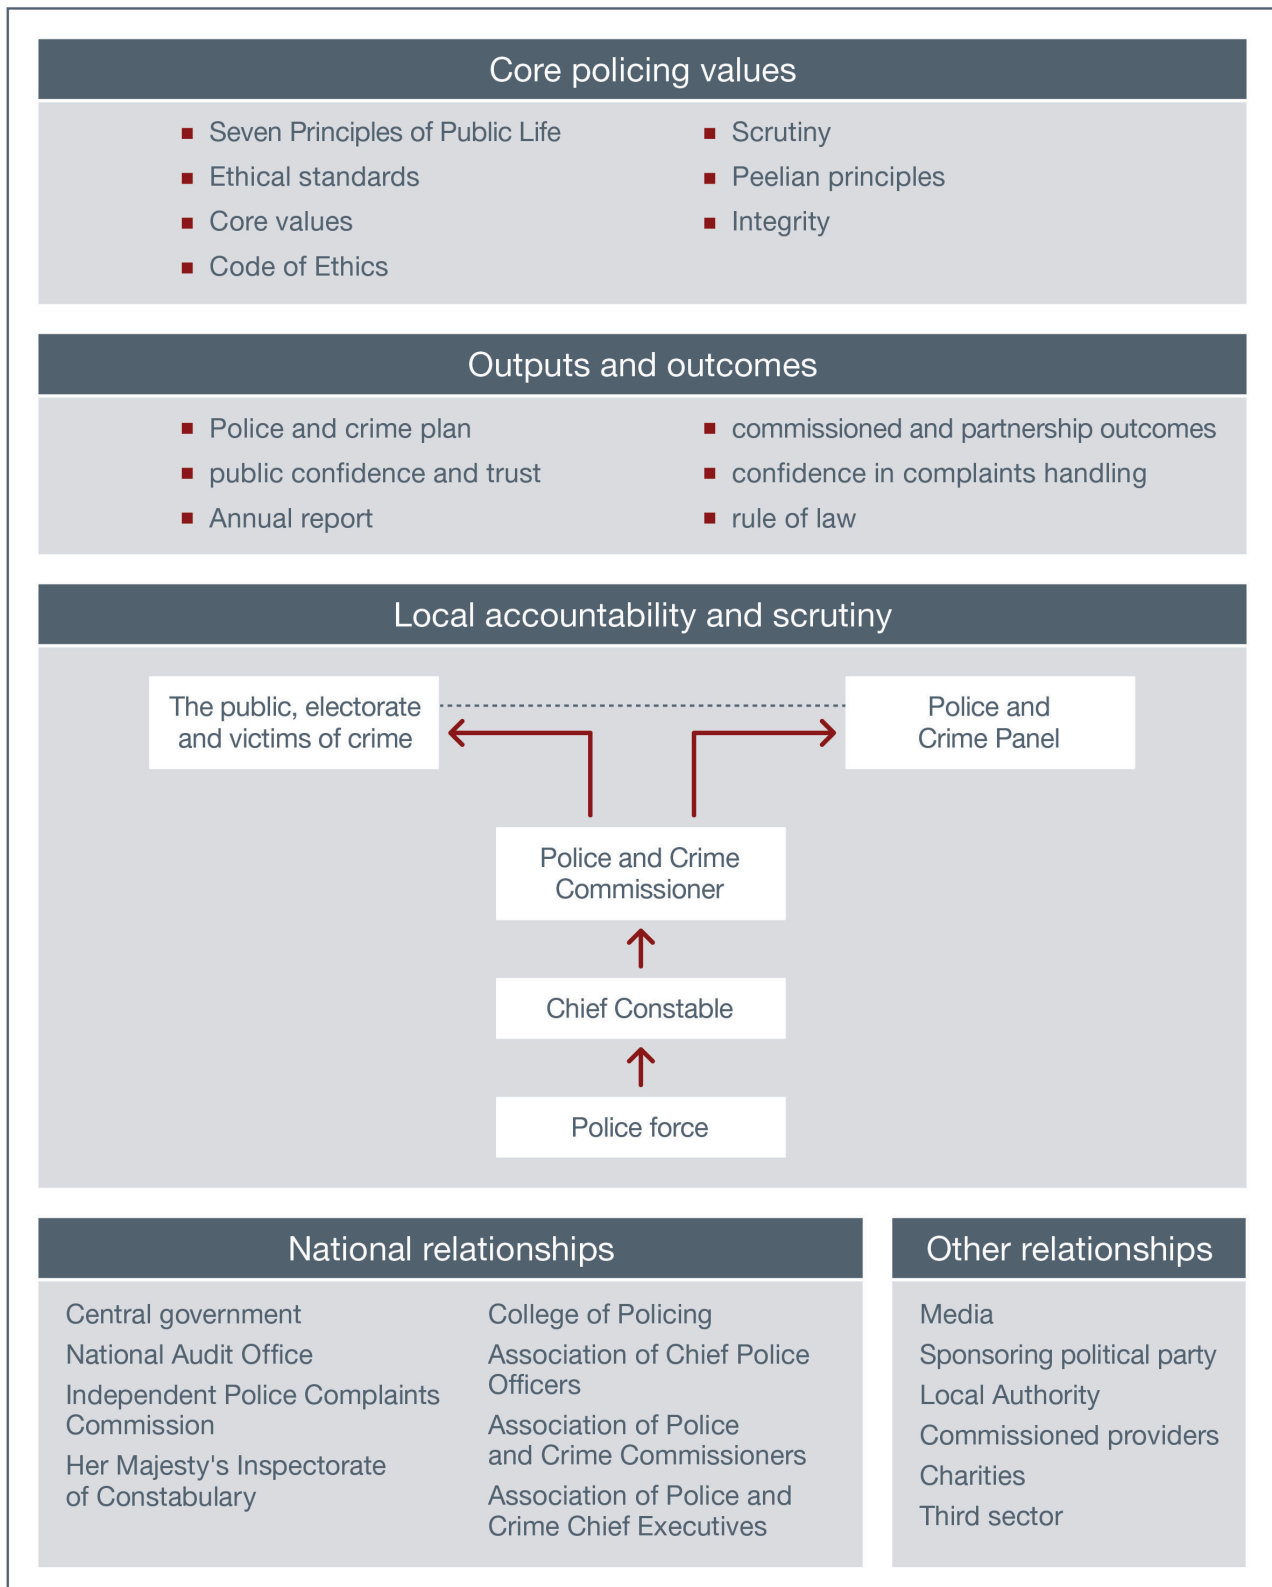 Core policing values
Seven Principles of Public Life
Ethical standards
Core values
Code of Ethics
Scrutiny
Peelian principles
Integrity
Outputs and outcomes
Police and crime plan
public confidence and trust
Annual report
commissioned and partnership outcomes
confidence in complaints handling
rule of law
Local accountability and scrutiny
The public, electorate
and victims of crime
Police and
Crime Panel
Police and Crime
Commissioner
Chief Constable
Police force
National relationships
Central government
National Audit Office
Independent Police Complaints
Commission
Her Majesty's Inspectorate
of Constabulary
College of Policing
Association of Chief Police
Officers
Association of Police
and Crime Commissioners
Association of Police and
Crime Chief Executives
Other relationships
Media
Sponsoring political party
Local Authority
Commissioned providers
Charities
Third sector